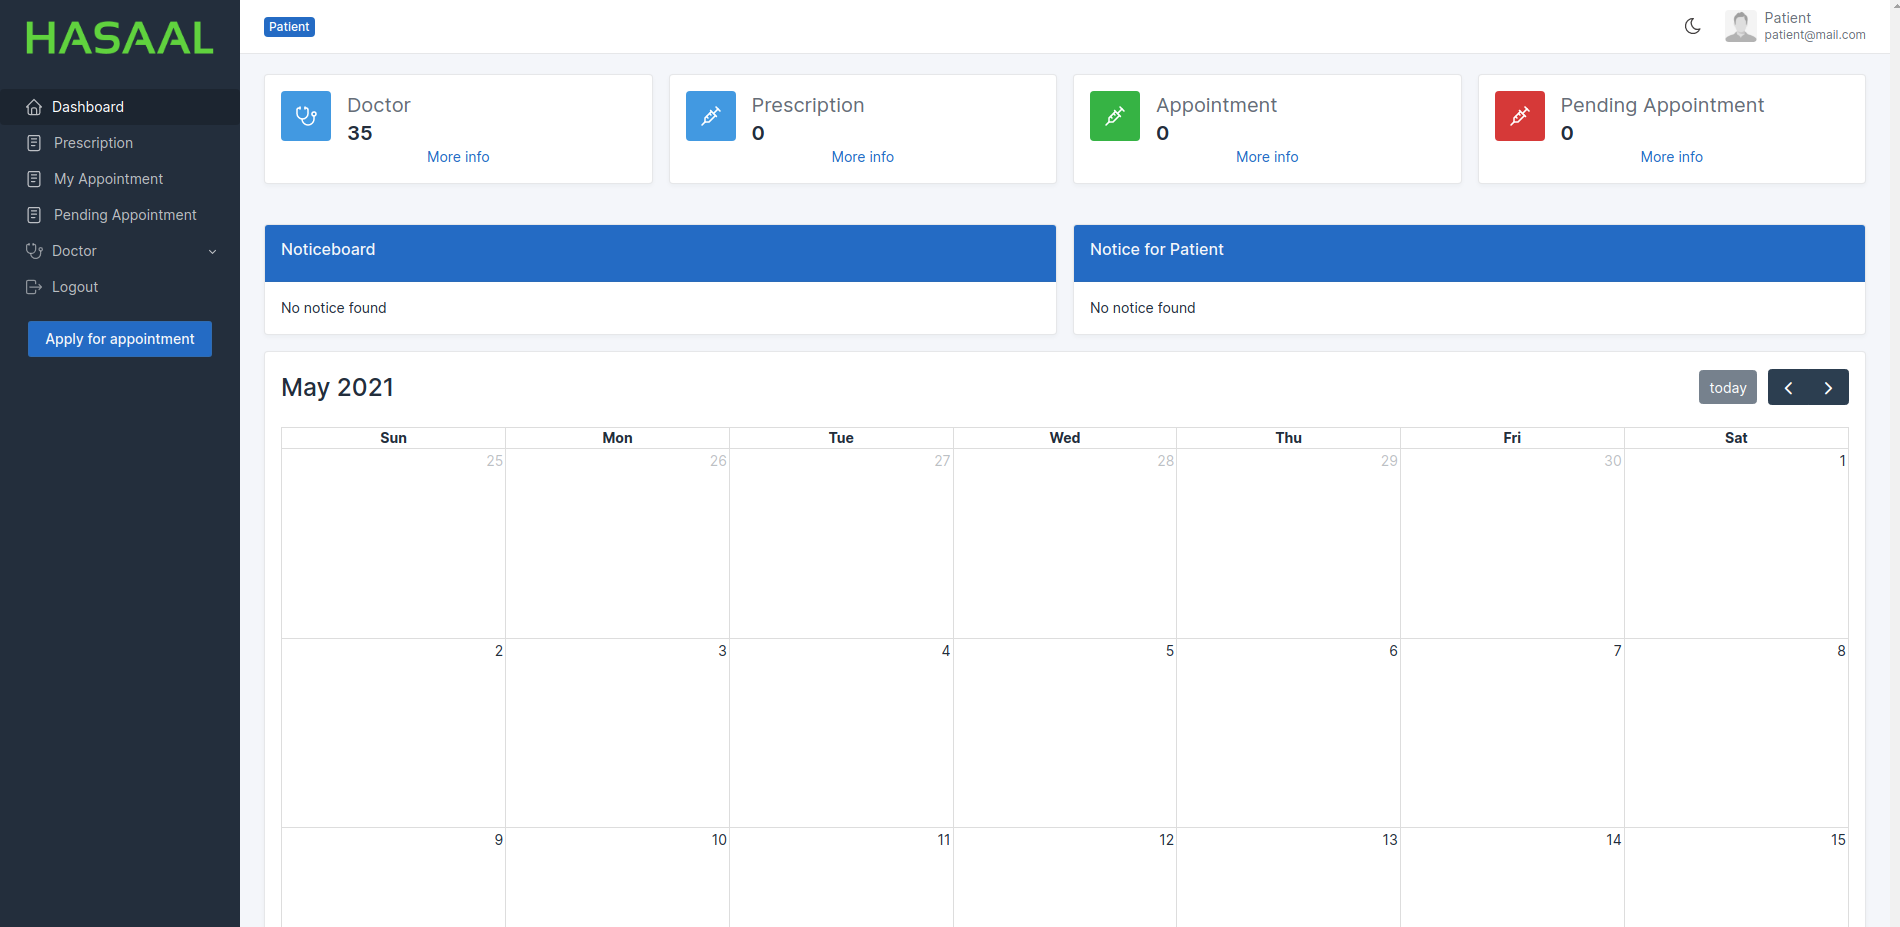 HASAAL
Dashboard
Prescription
My Appointment
Pending Appointment
Doctor
Logout
Apply for appointment
Patient
Patient
patient@mail.com
Doctor
35
More info
Prescription
0
More info
Appointment
0
More info
Pending Appointment
0
More info
Noticeboard
No notice found
Notice for Patient
No notice found
May 2021
today
Sun Mon Tue Wed Thu Fri Sat
25 26 27 28 29 30 1
2 3 4 5 6 7 8
9 10 11 12 13 14 15